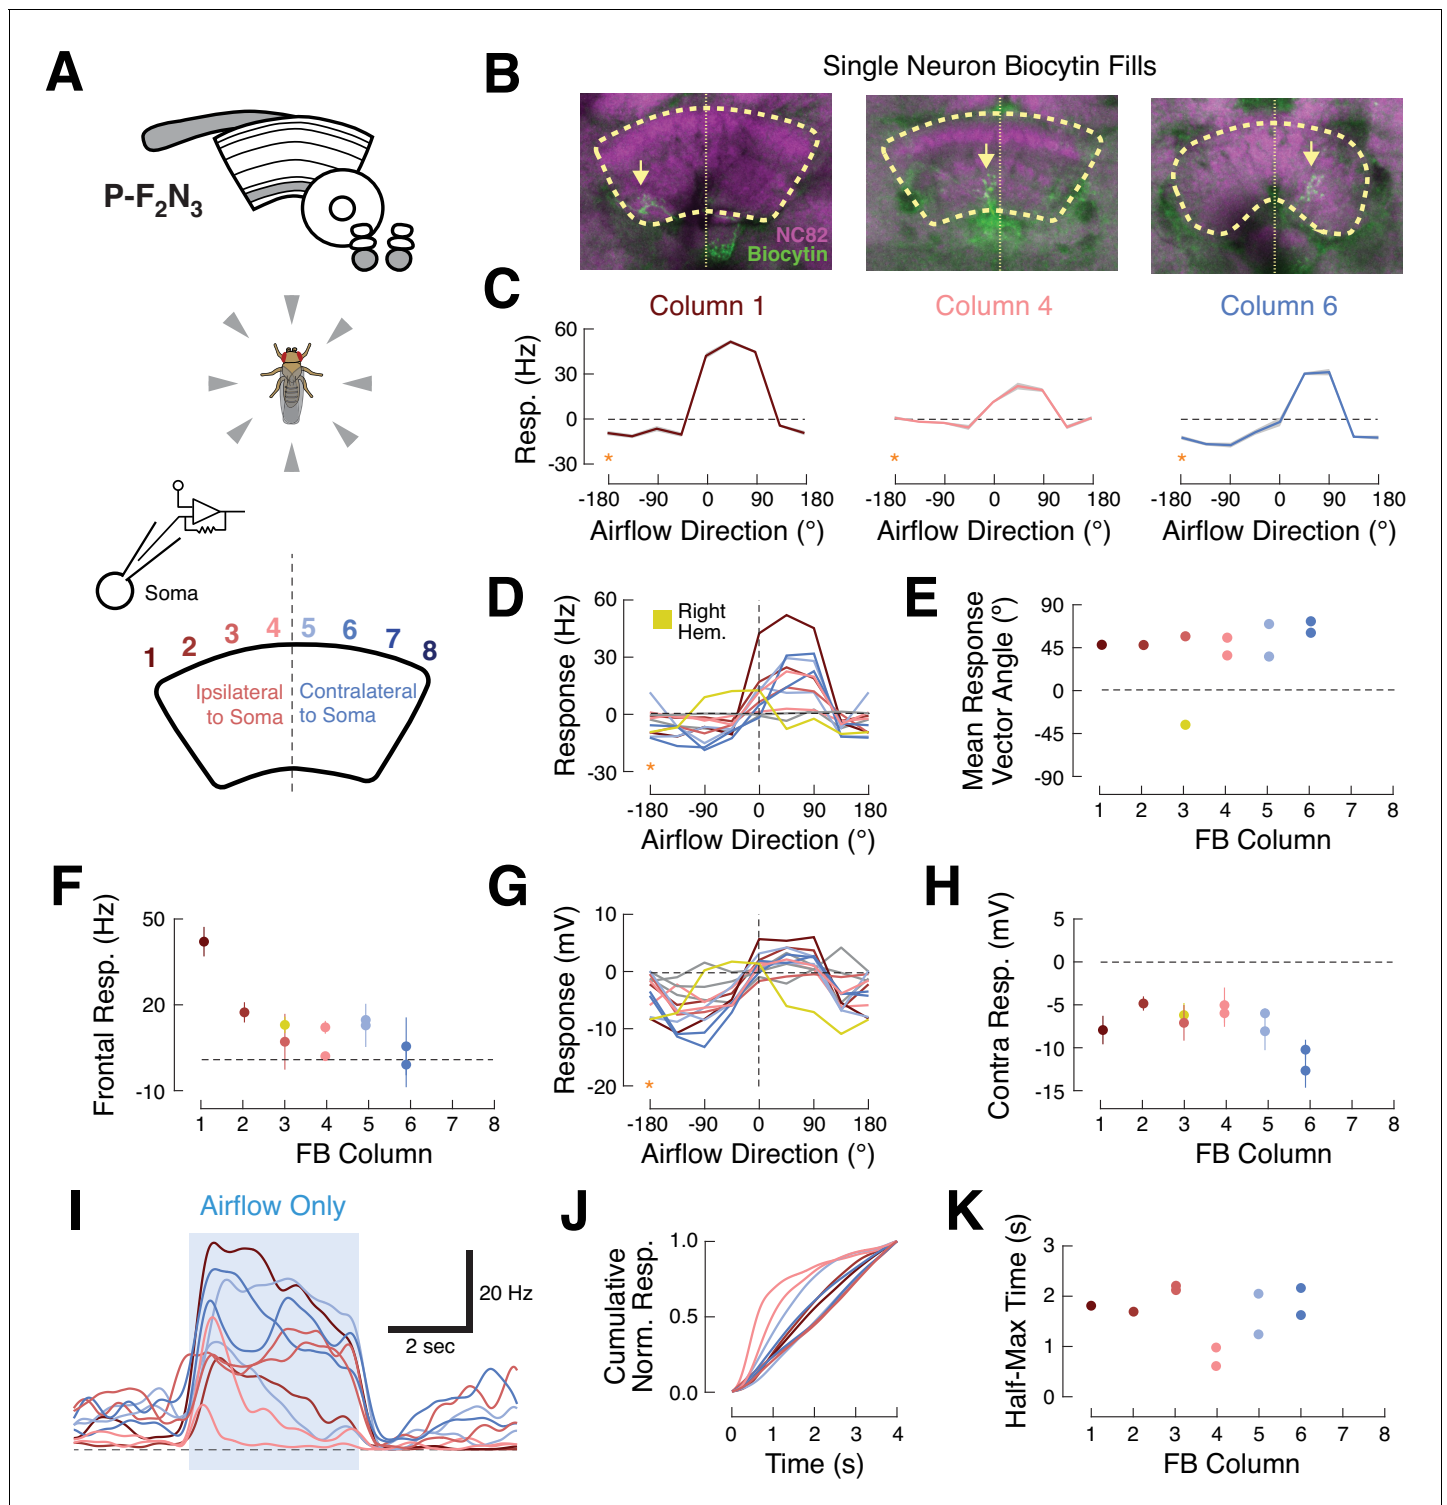 A
P-F2N3
Soma
1 2 3 4 5 6 7 8
Ipsilateral to Soma
Contralateral to Soma
B
Single Neuron Biocytin Fills
NC82
Biocytin
C
Column 1
Column 4
Column 6
Resp. (Hz)
60
30
0
-30
*
*
*
-180 -90 0 90 180
-180 -90 0 90 180
-180 -90 0 90 180
Airflow Direction (°)
Airflow Direction (°)
Airflow Direction (°)
D
Response (Hz)
60
30
0
-30
Right
Hem.
*
-180 -90 0 90 180
Airflow Direction (°)
E
Mean Response
Vector Angle (°)
90
45
0
-45
-90
1 2 3 4 5 6 7 8
FB Column
F
Frontal Resp. (Hz)
50
20
-10
1 2 3 4 5 6 7 8
FB Column
G
Response (mV)
10
0
-10
-20
*
-180 -90 0 90 180
Airflow Direction (°)
H
Contra Resp. (mV)
5
0
-5
-10
-15
1 2 3 4 5 6 7 8
FB Column
I
Airflow Only
20 Hz
2 sec
J
Cumulative
Norm. Resp.
1.0
0.5
0.0
0 1 2 3 4
Time (s)
K
Half-Max Time (s)
3
2
1
0
1 2 3 4 5 6 7 8
FB Column